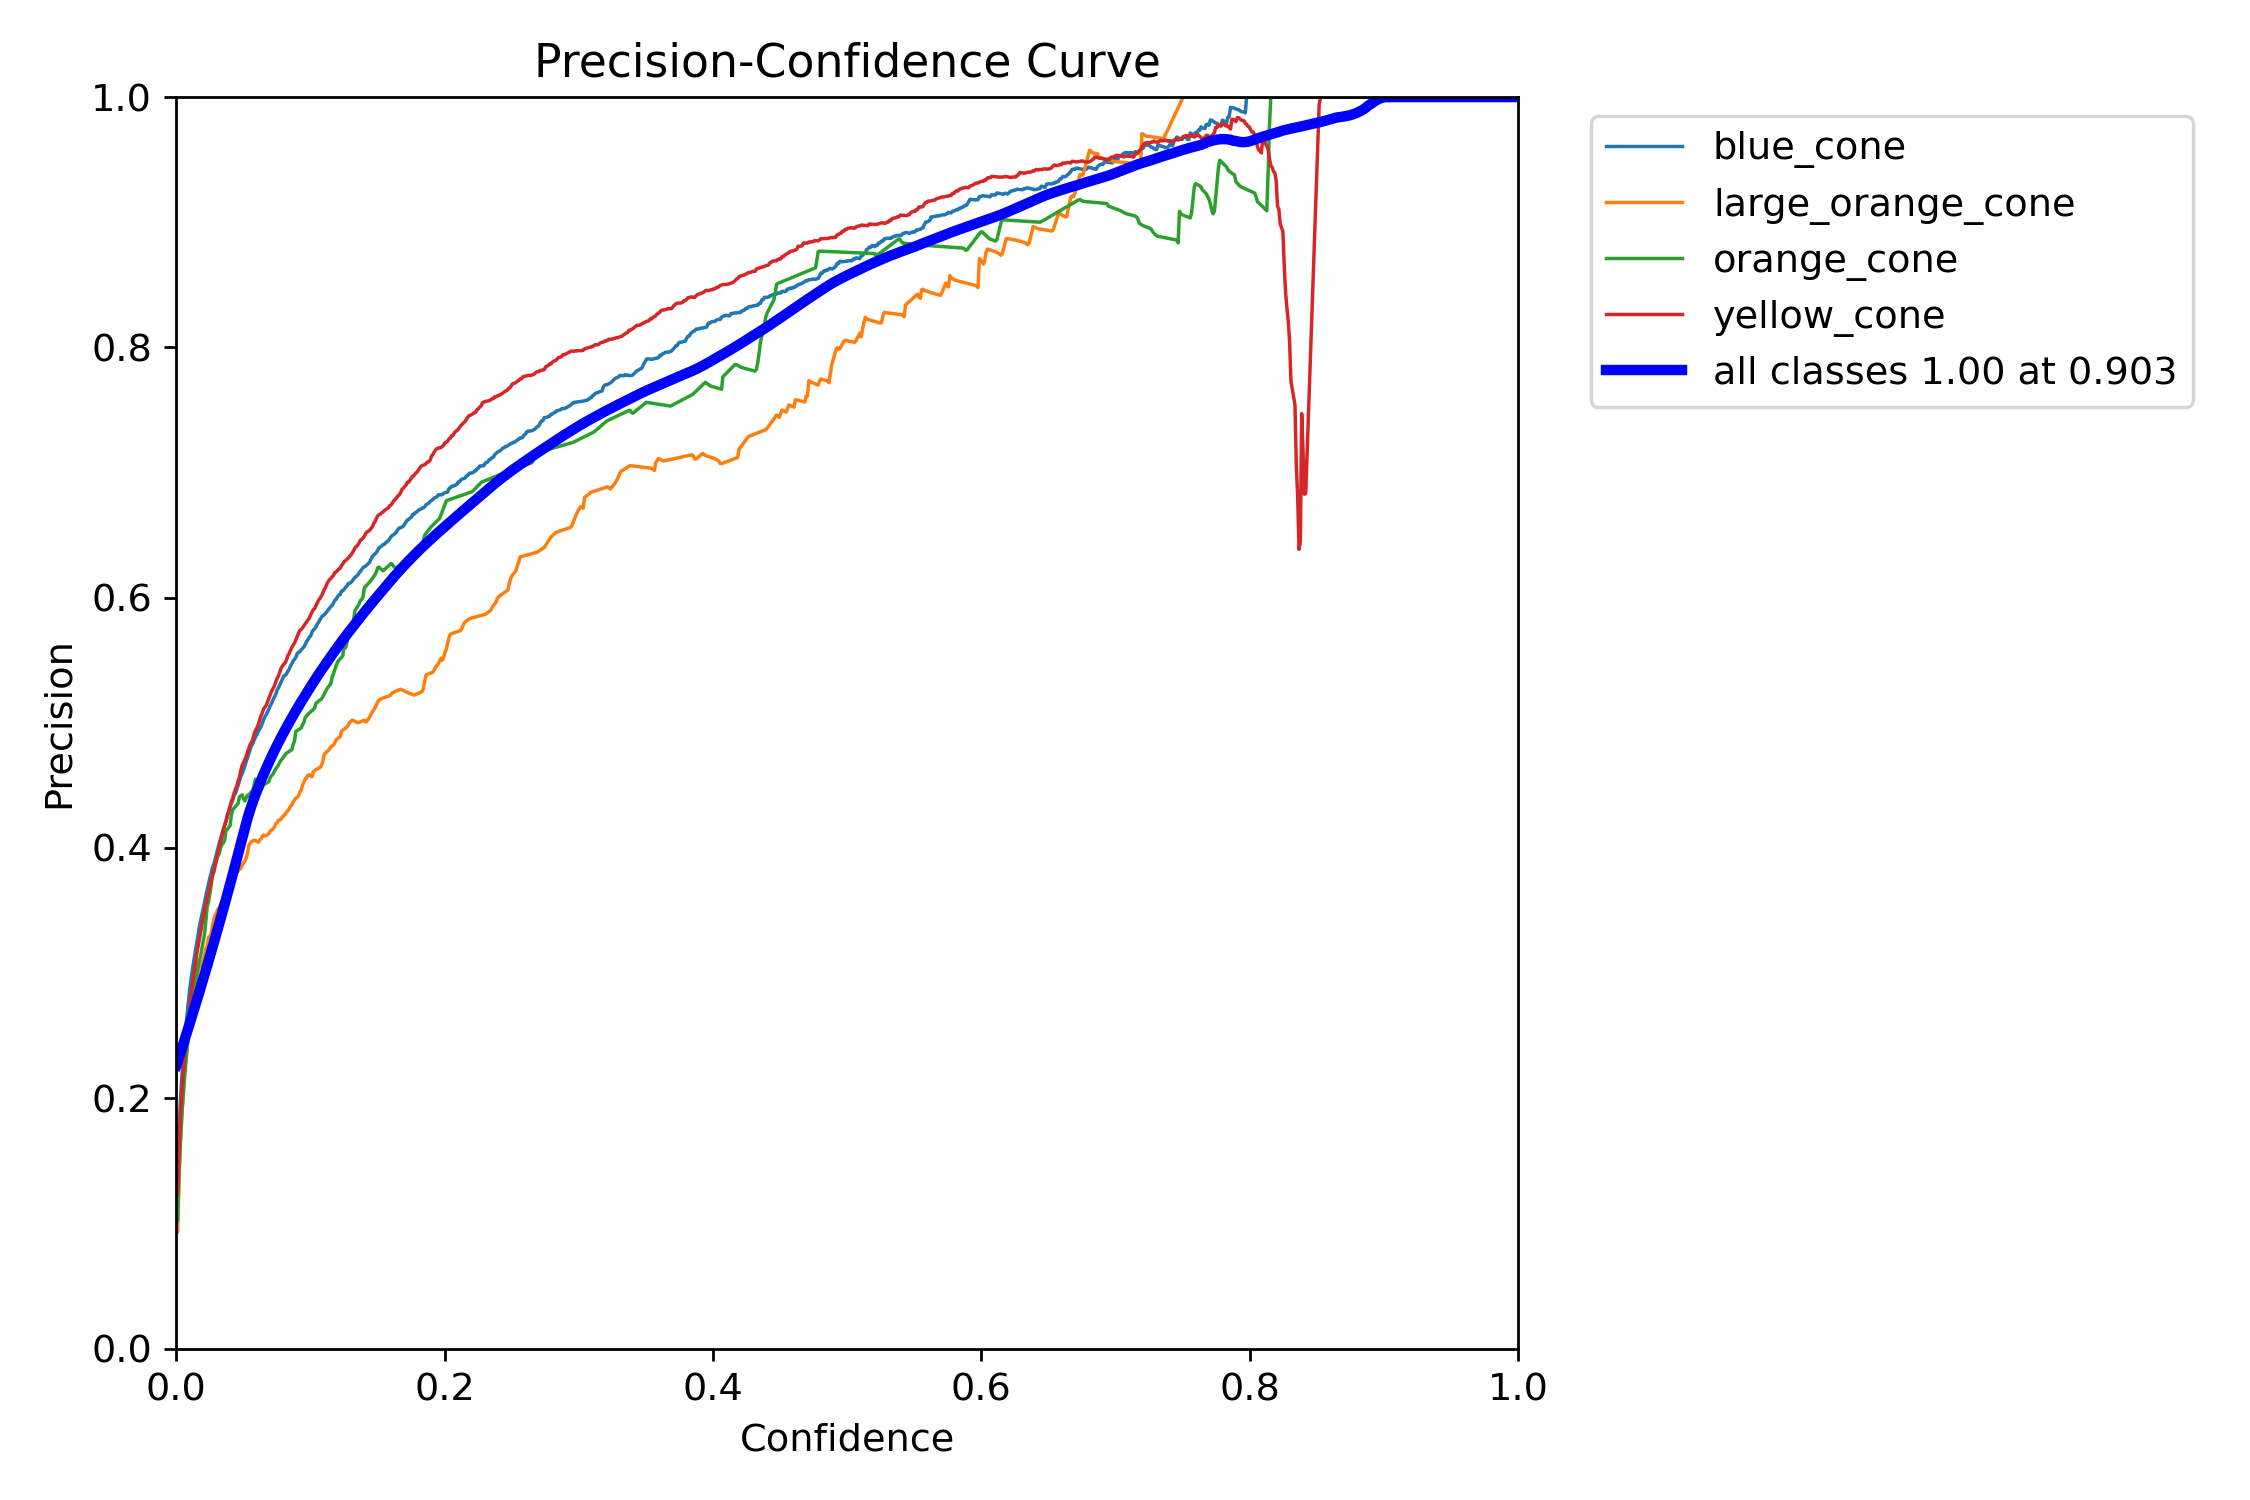 Precision-Confidence Curve
1.0
0.8
0.6
0.4
0.2
0.0
Precision
0.0 0.2 0.4 0.6 0.8 1.0
Confidence
blue_cone
large_orange_cone
orange_cone
yellow_cone
all classes 1.00 at 0.903